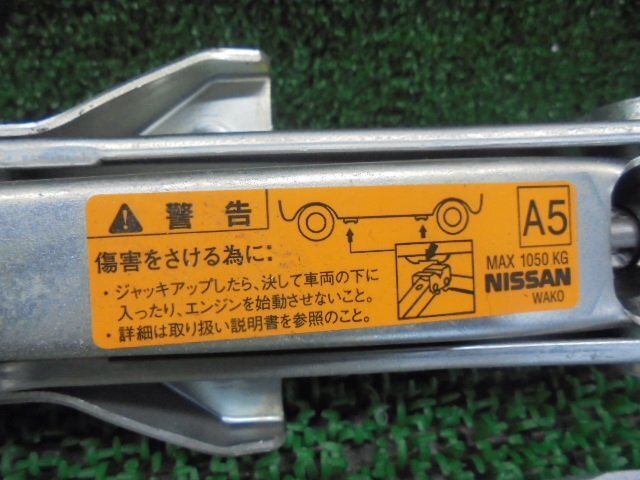 警告
傷害をさける為に:
・ジャッキアップしたら、決して車両の下に
入ったり、エンジンを始動させないこと。
・詳細は取り扱い説明書を参照のこと。
A5
MAX 1050 KG
NISSAN
WAKO